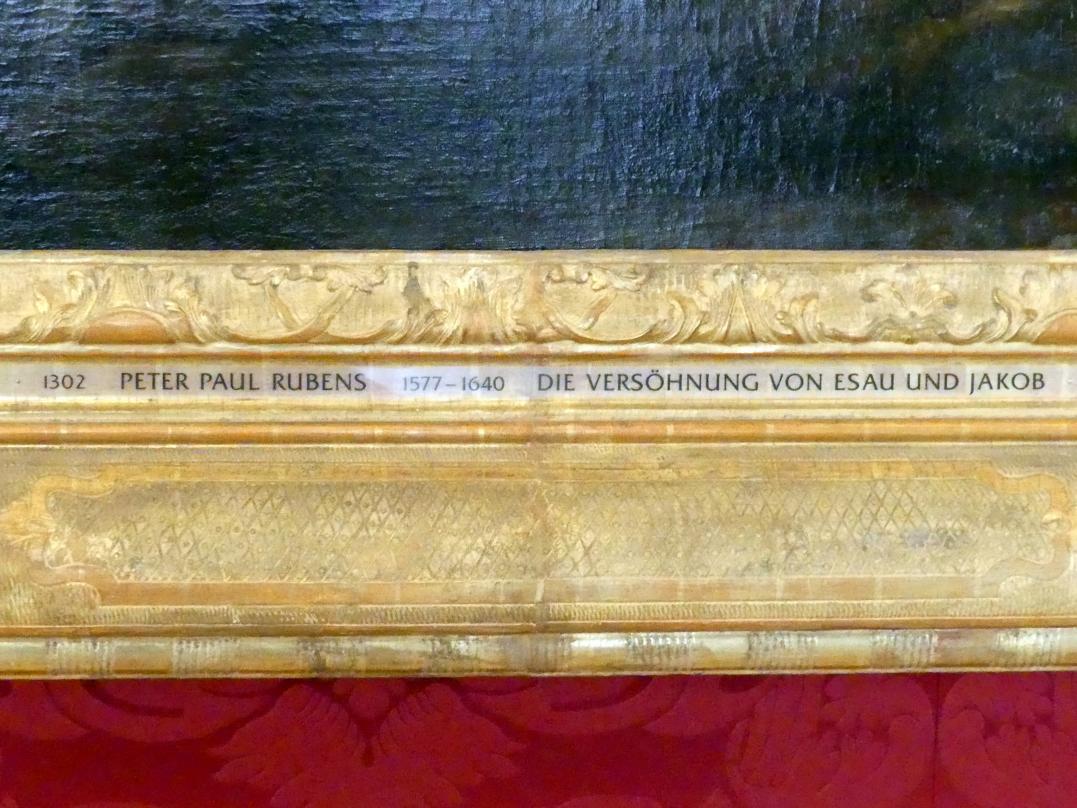 1302 PETER PAUL RUBENS 1577–1640 DIE VERSÖHNUNG VON ESAU UND JAKOB